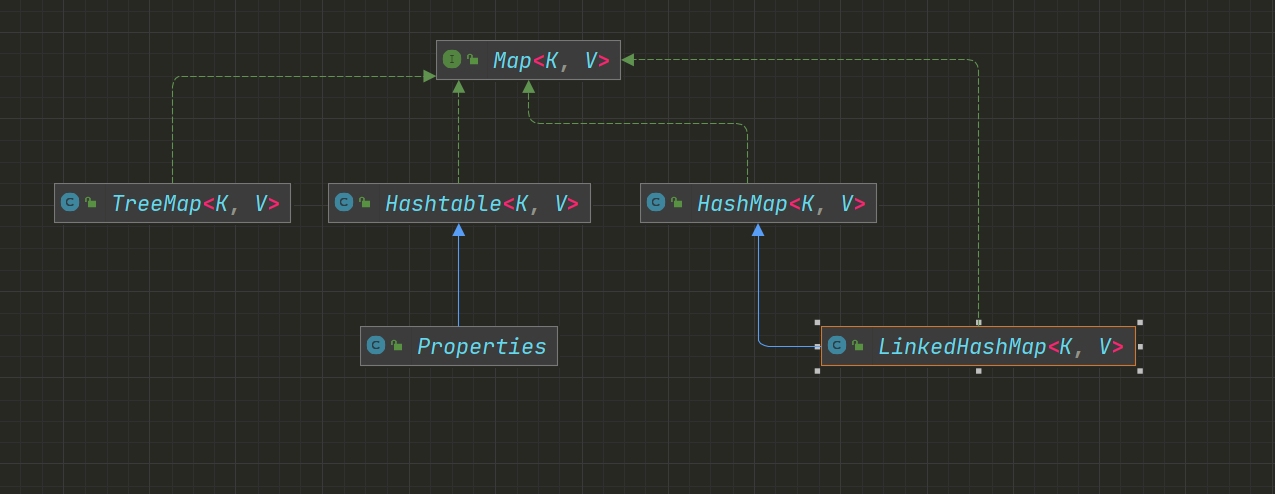 I Map<K, V>
C TreeMap<K, V>
C Hashtable<K, V>
C HashMap<K, V>
C Properties
C LinkedHashMap<K, V>